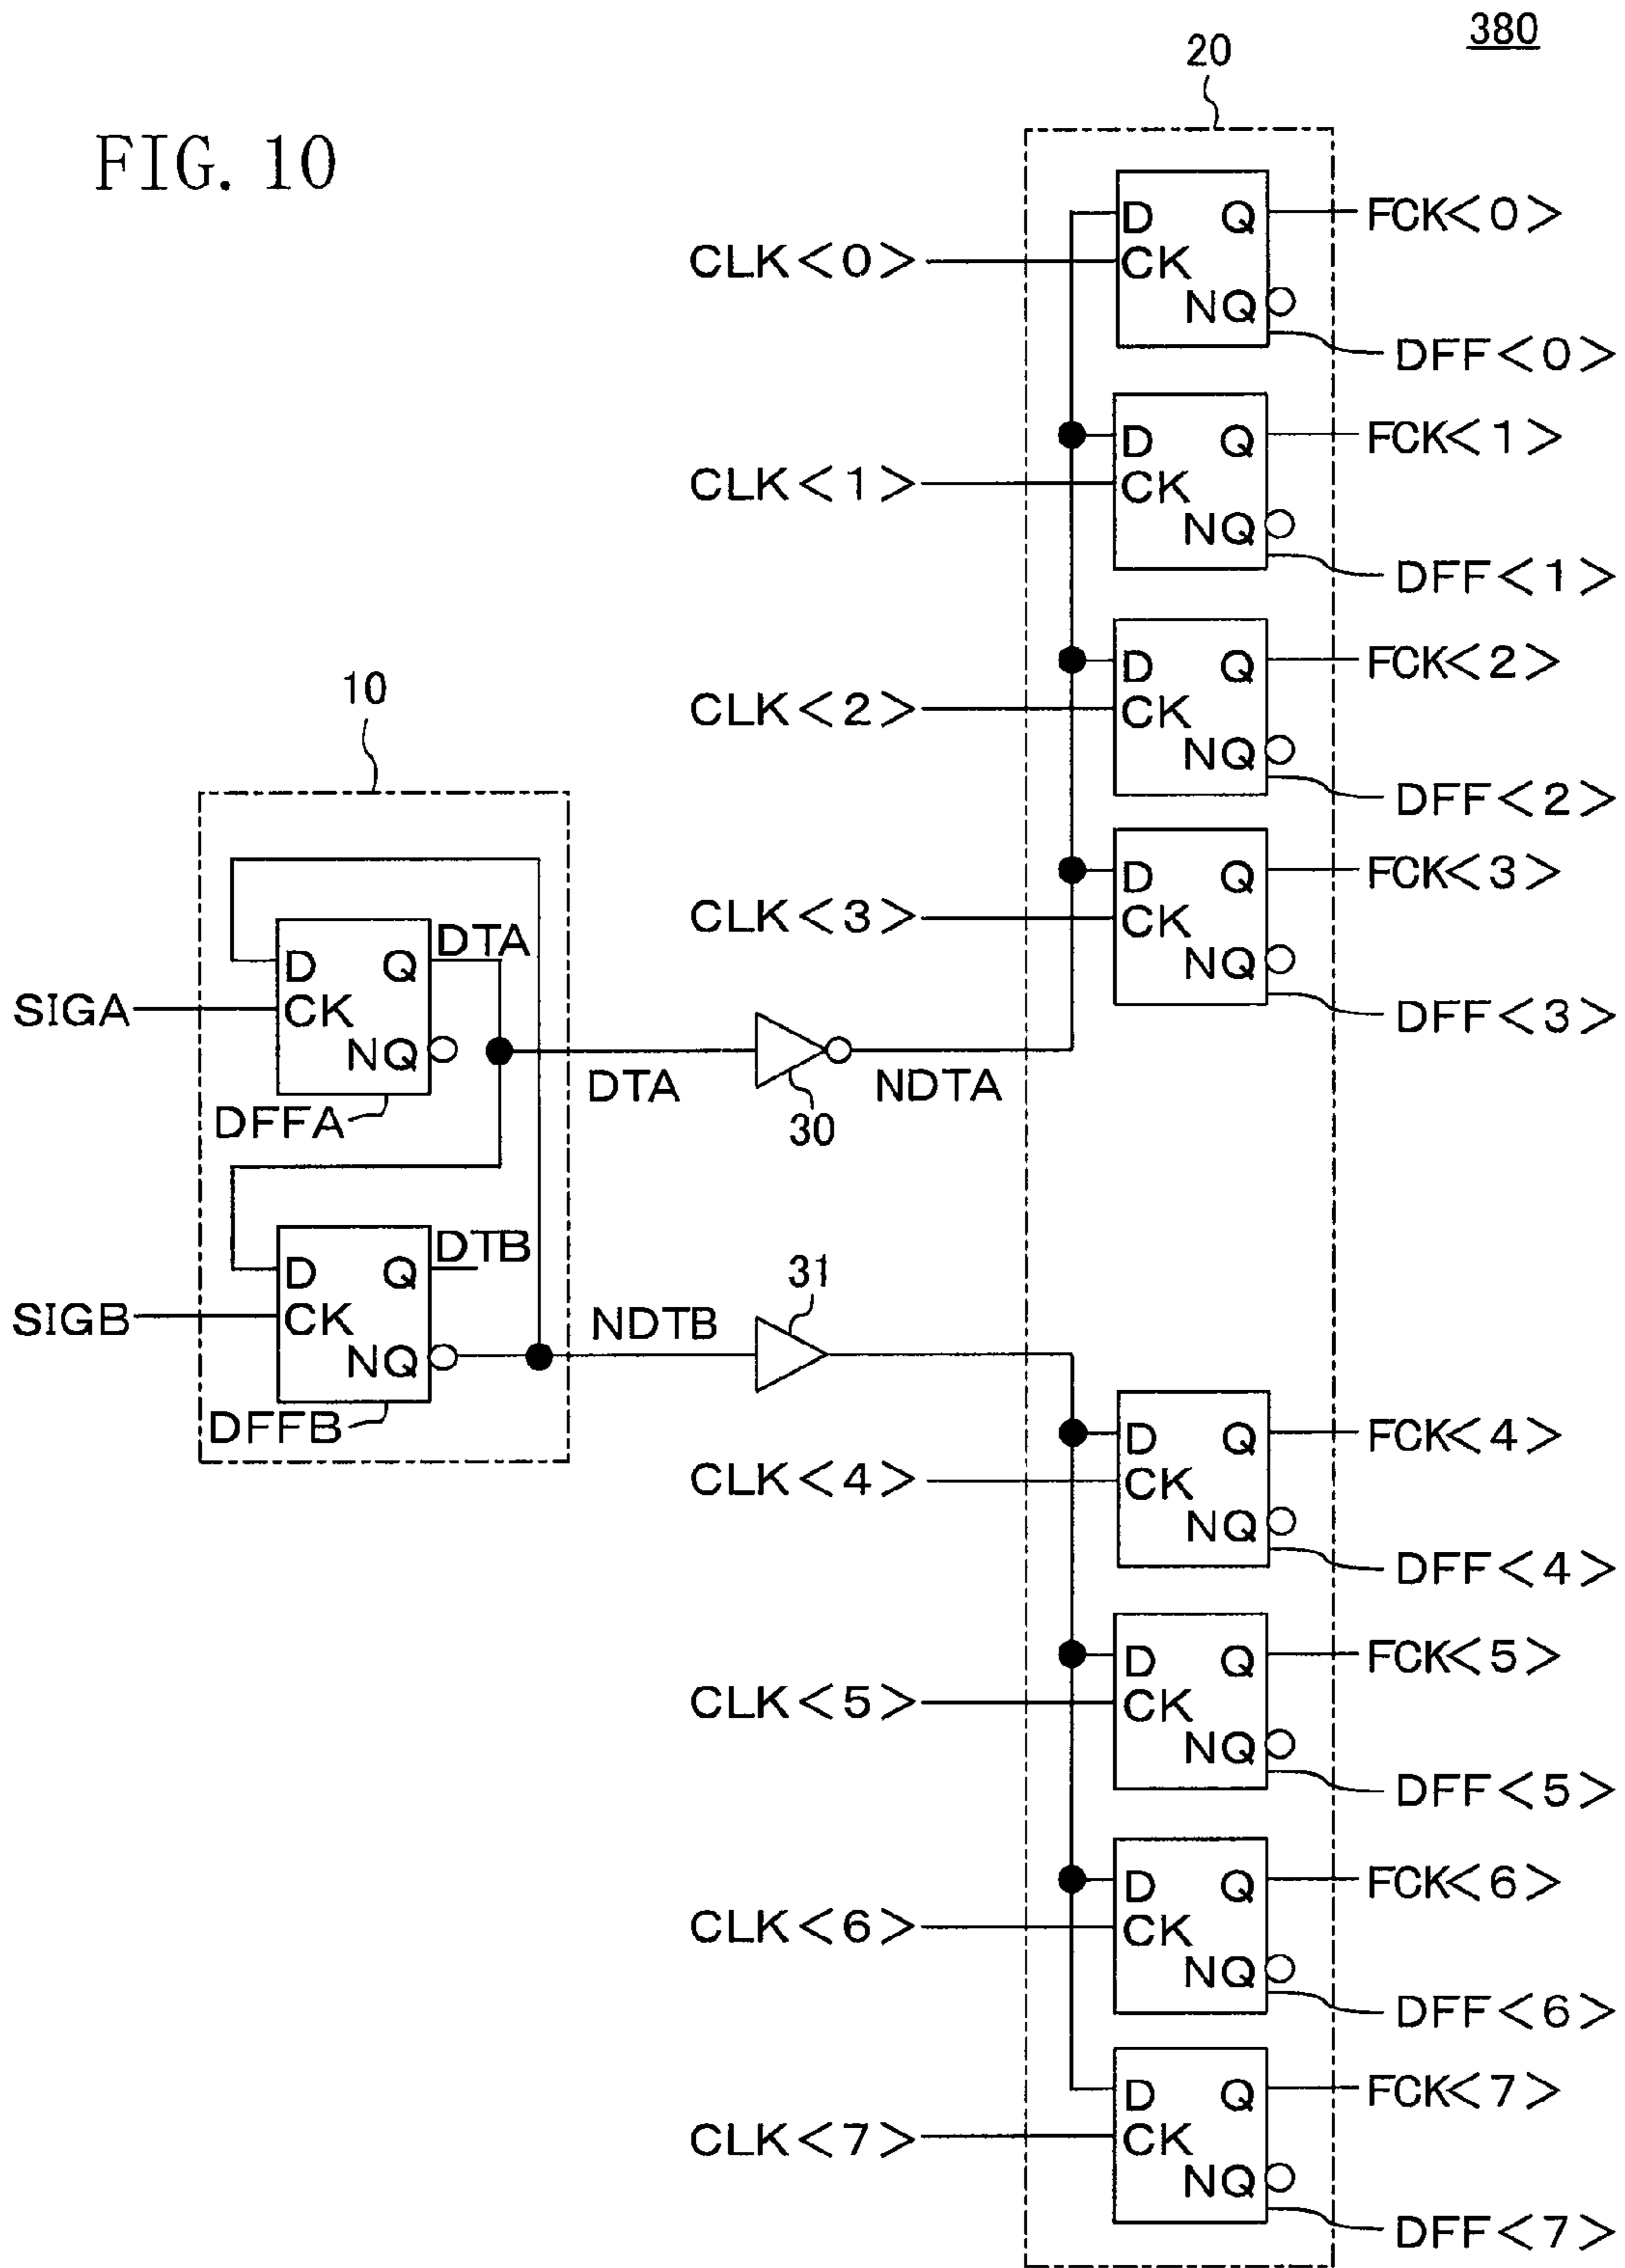 380
20
FIG. 10
D Q FCK<0>
CLK<0> CK
NQ
DFF<0>
D Q FCK<1>
CLK<1> CK
NQ
DFF<1>
D Q FCK<2>
CLK<2> CK
NQ
DFF<2>
10
D Q FCK<3>
CLK<3> CK
NQ
DFF<3>
DTA
D Q
SIGA CK
NQ
DFFA
DTA
30
NDTA
DTB
D Q
SIGB CK
NQ
DFFB
NDTB
31
D Q FCK<4>
CLK<4> CK
NQ
DFF<4>
D Q FCK<5>
CLK<5> CK
NQ
DFF<5>
D Q FCK<6>
CLK<6> CK
NQ
DFF<6>
D Q FCK<7>
CLK<7> CK
NQ
DFF<7>